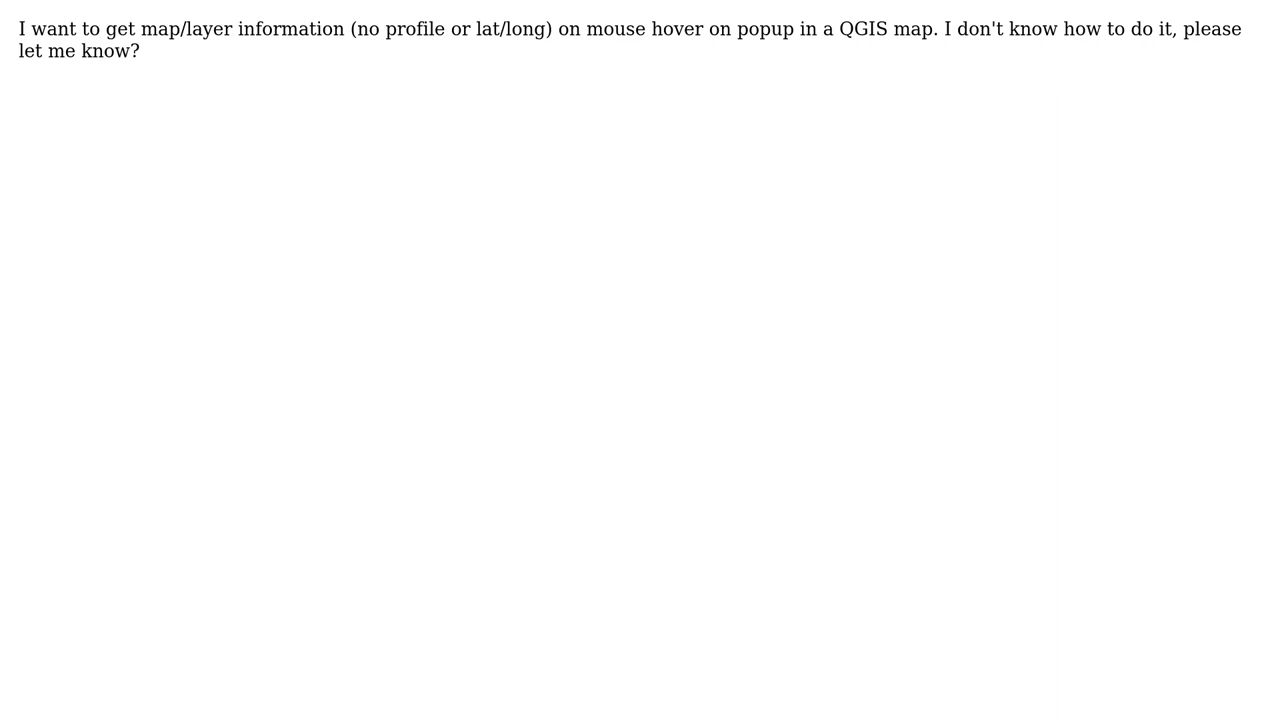 I want to get map/layer information (no profile or lat/long) on mouse hover on popup in a QGIS map. I don't know how to do it, please
let me know?